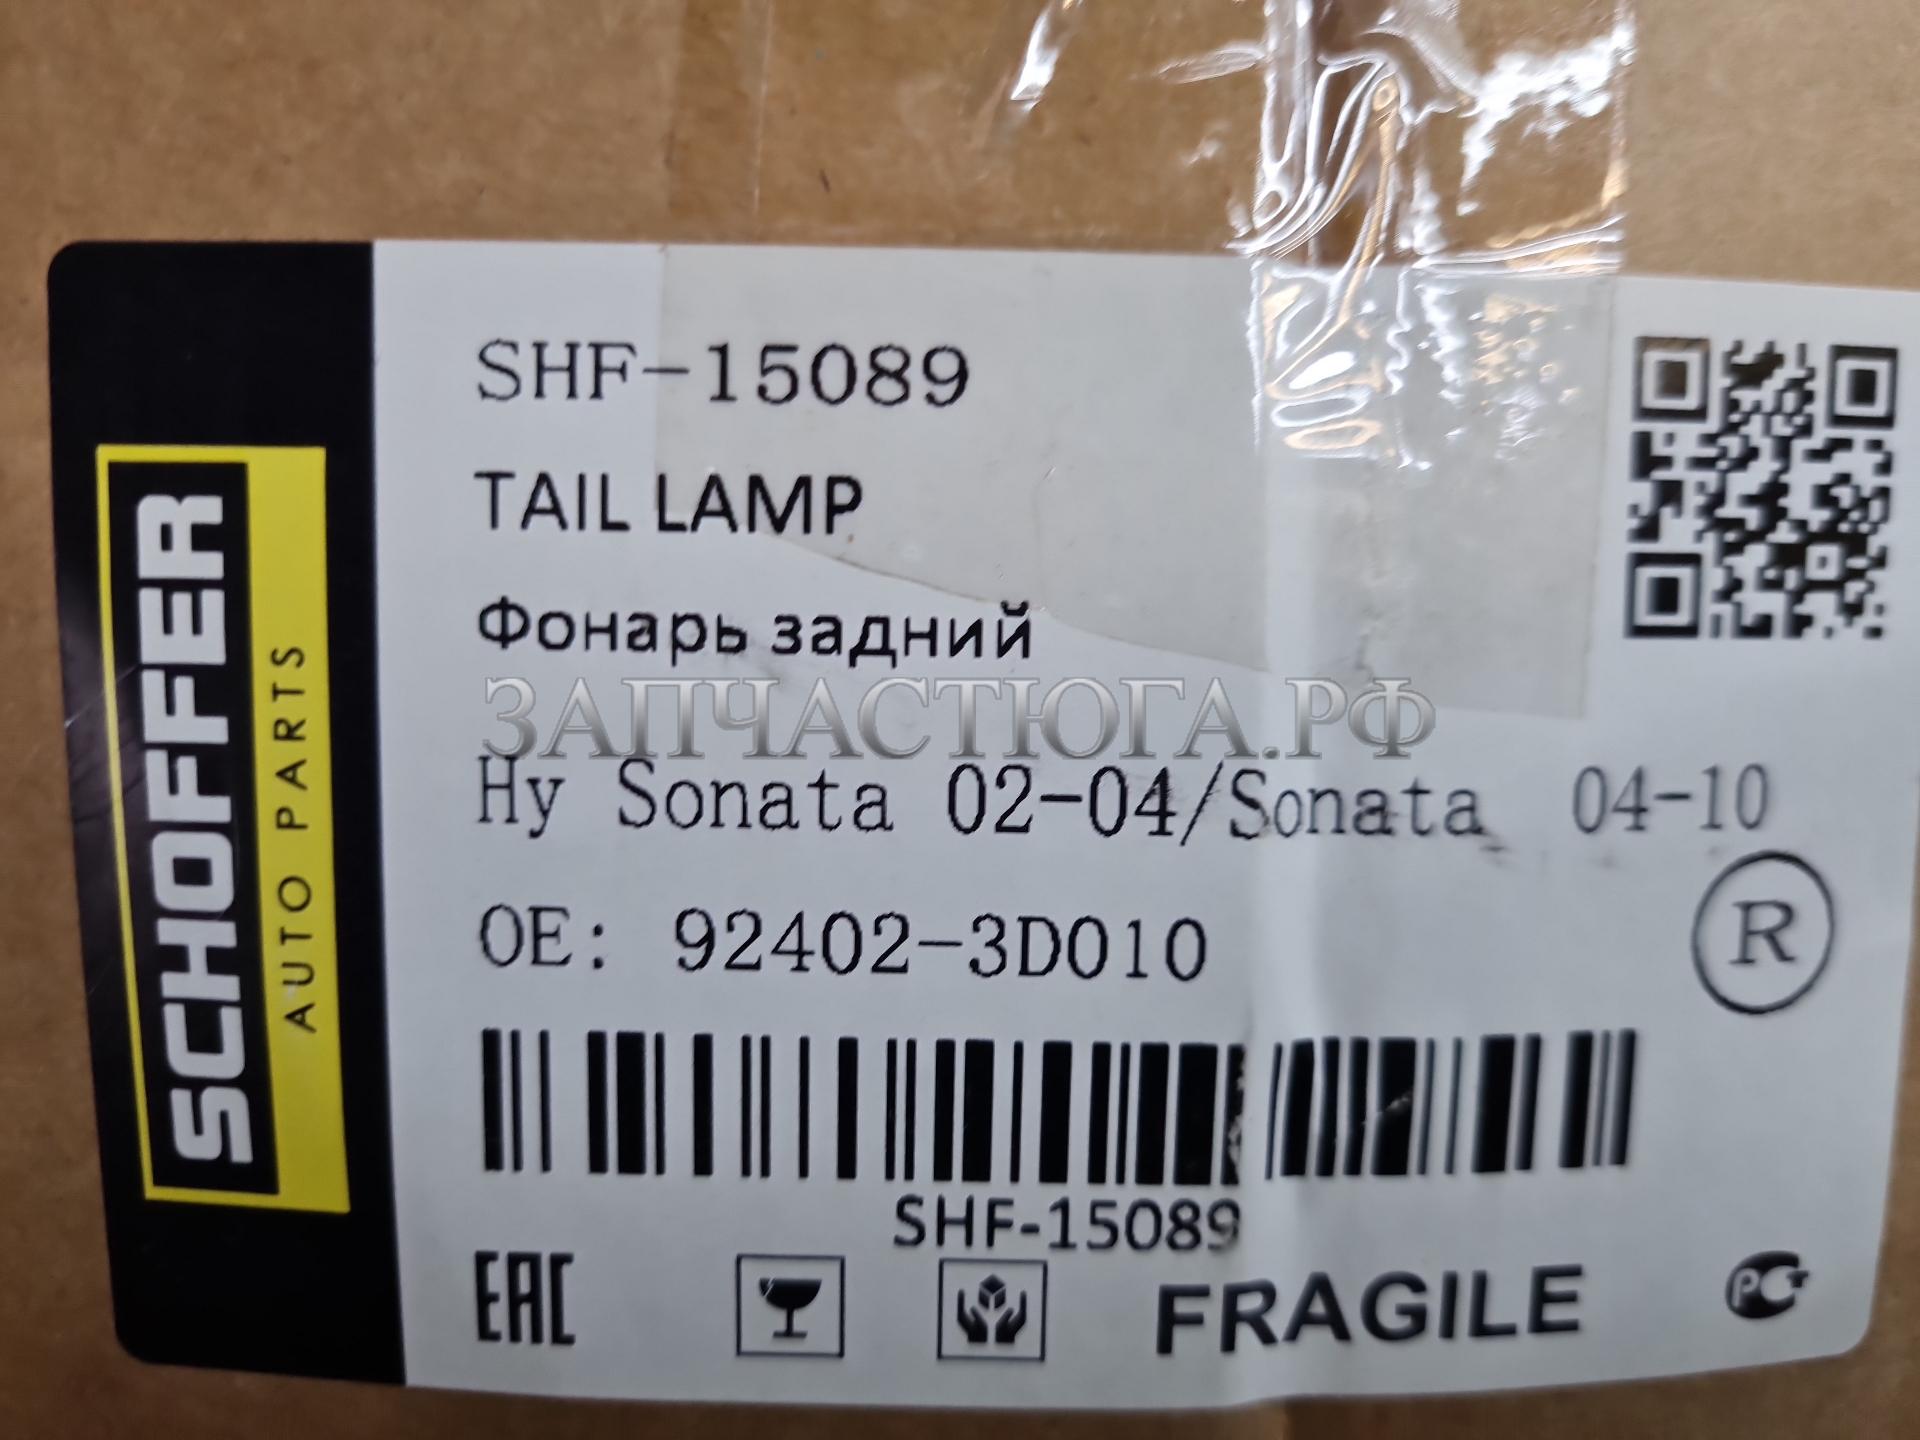 SCHOFFER
AUTO PARTS
SHF-15089
TAIL LAMP
Фонарь задний
ЗАПЧАСТЮГА.РФ
Hy Sonata 02-04/Sonata 04-10
OE: 92402-3D010
R
SHF-15089
EAC
FRAGILE
РСТ